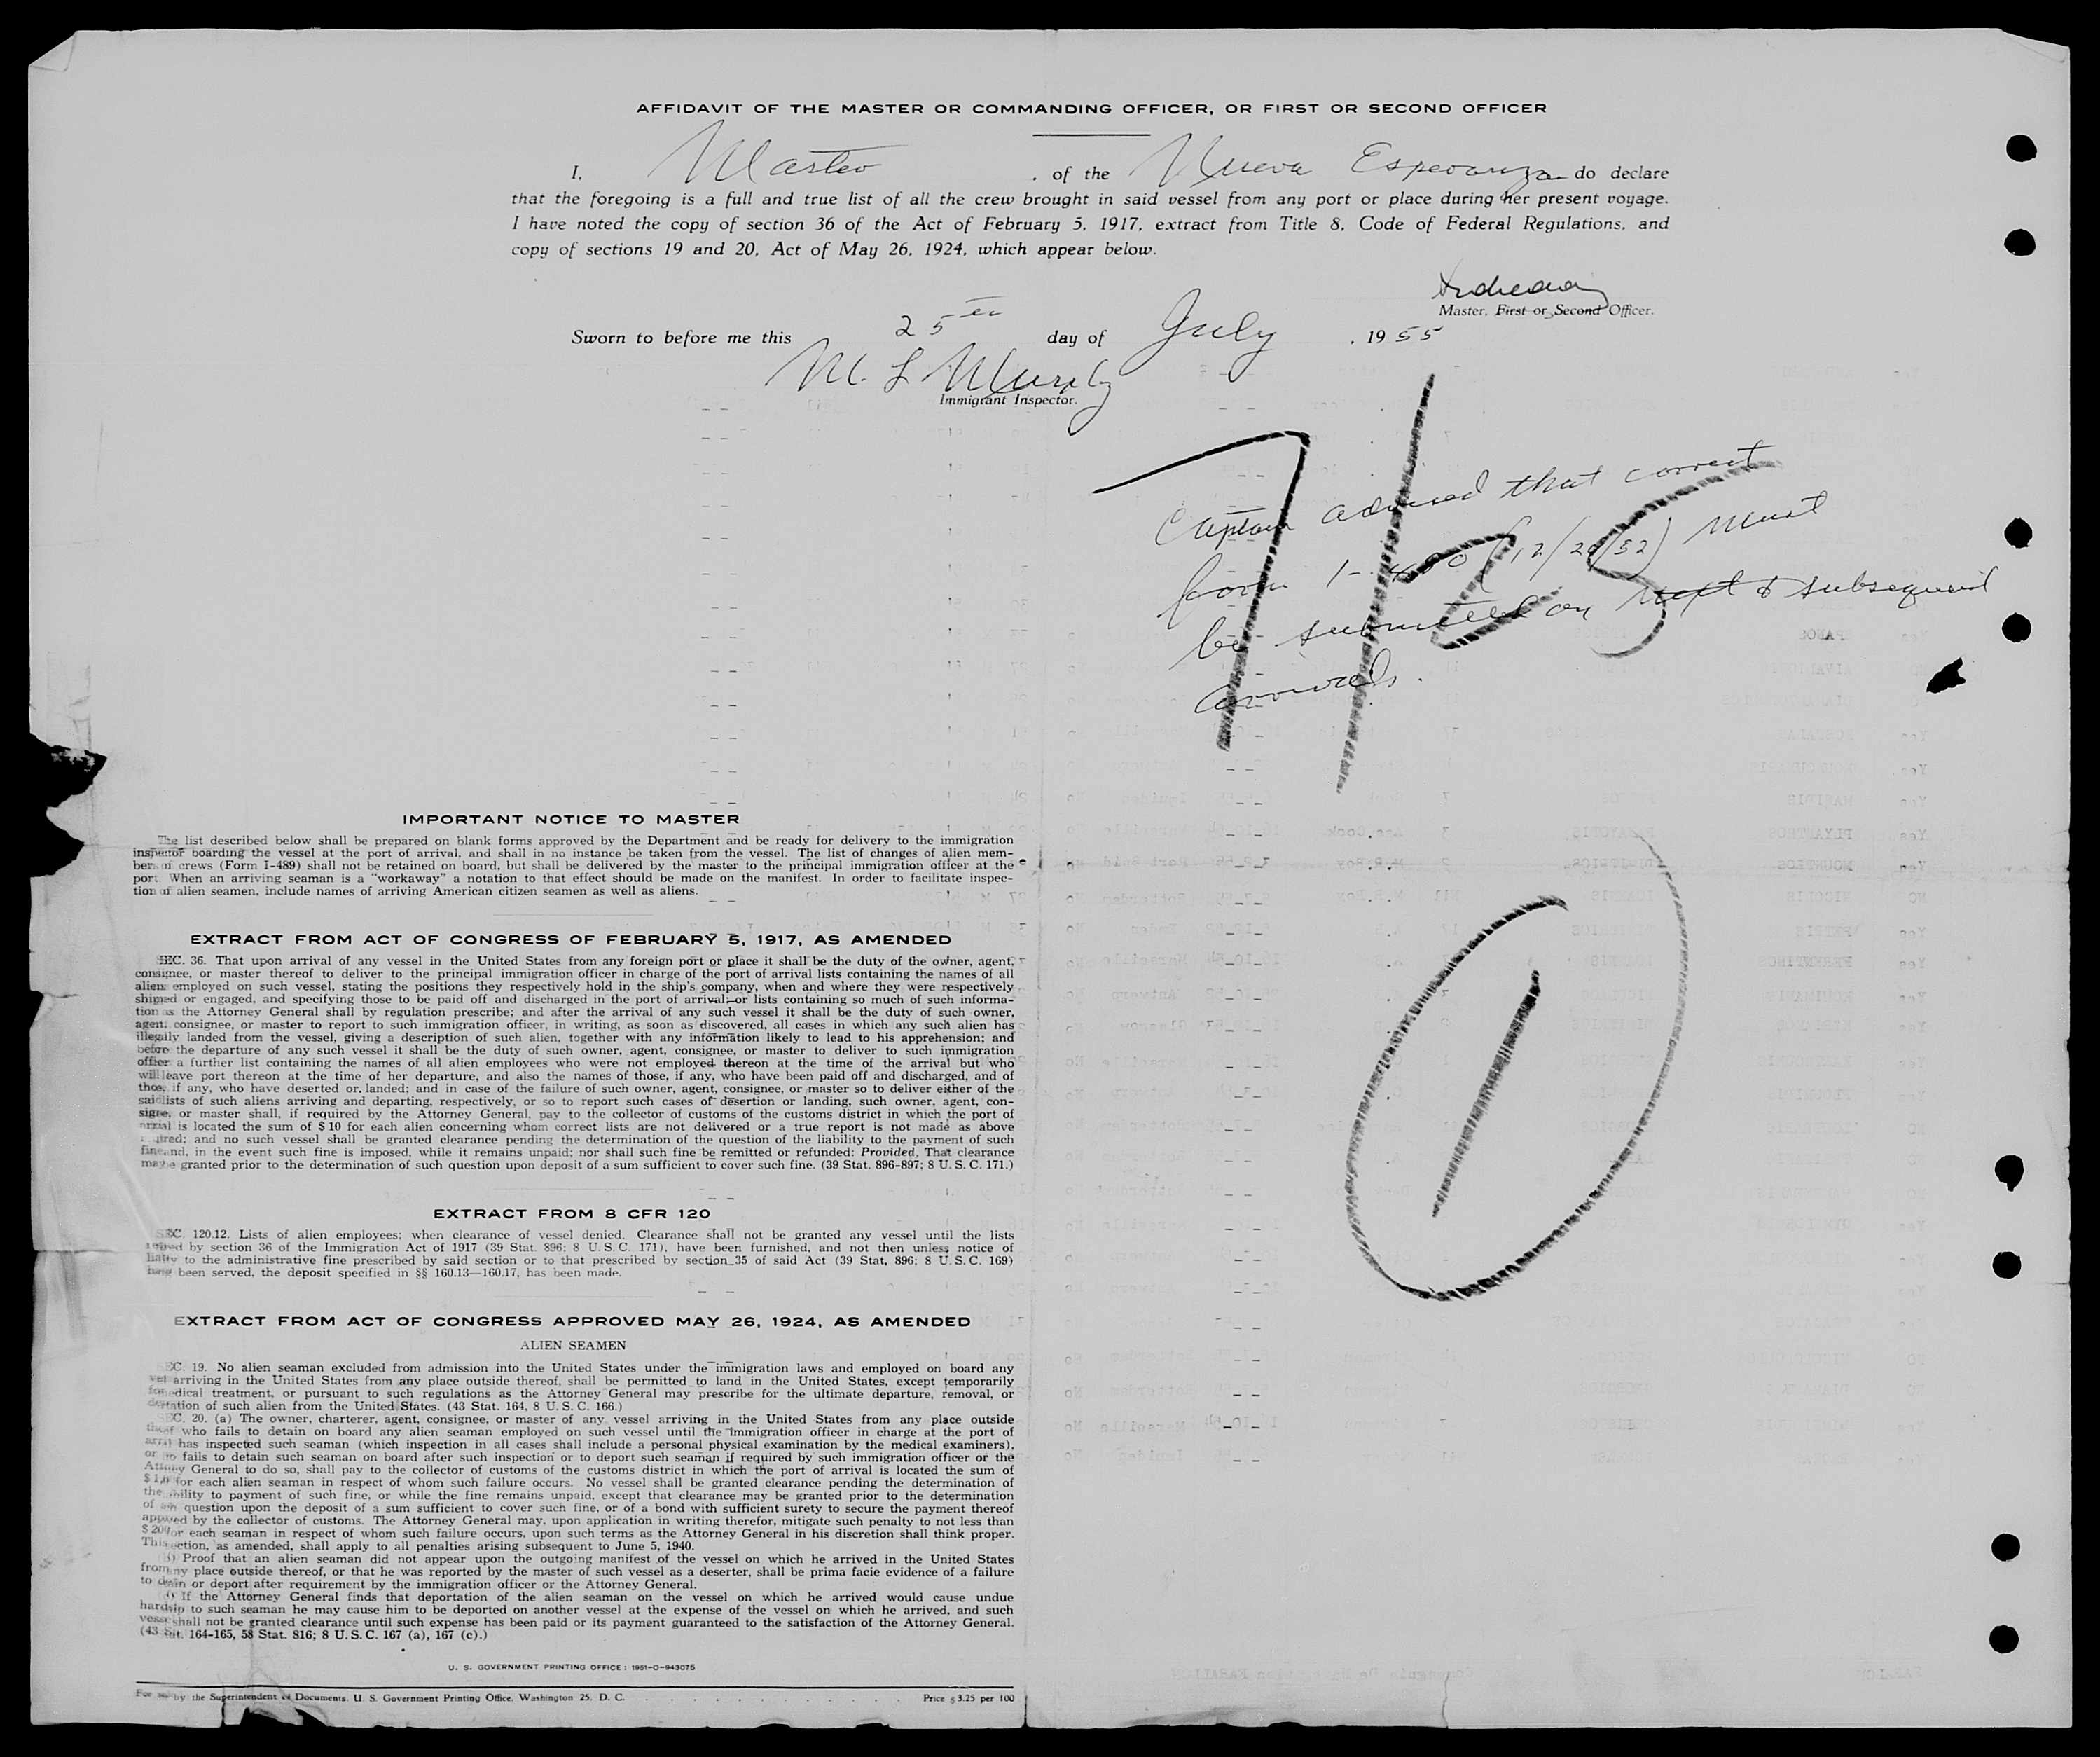 AFFIDAVIT OF THE MASTER OR COMMANDING OFFICER, OR FIRST OR SECOND OFFICER
I, Master, of the Nueva Esperanza do declare
that the foregoing is a full and true list of all the crew brought in said vessel from any port or place during her present voyage.
I have noted the copy of section 36 of the Act of February 5, 1917, extract from Title 8, Code of Federal Regulations, and
copy of sections 19 and 20, Act of May 26, 1924, which appear below.
Master, First or Second Officer.
Sworn to before me this 25th day of July, 1955
M. L Murphy
Immigrant Inspector.
7/25
Captain advised that correct
form I-480 (12/24/52) must
be submitted on next & subsequent
arrivals.
1
IMPORTANT NOTICE TO MASTER
The list described below shall be prepared on blank forms approved by the Department and be ready for delivery to the immigration
inspector boarding the vessel at the port of arrival, and shall in no instance be taken from the vessel. The list of changes of alien mem-
bers of crews (Form I-489) shall not be retained on board, but shall be delivered by the master to the principal immigration officer at the
port. When an arriving seaman is a "workaway" a notation to that effect should be made on the manifest. In order to facilitate inspec-
tion of alien seamen, include names of arriving American citizen seamen as well as aliens.
EXTRACT FROM ACT OF CONGRESS OF FEBRUARY 5, 1917, AS AMENDED
SEC. 36. That upon arrival of any vessel in the United States from any foreign port or place it shall be the duty of the owner, agent,
consignee, or master thereof to deliver to the principal immigration officer in charge of the port of arrival lists containing the names of all
aliens employed on such vessel, stating the positions they respectively hold in the ship's company, when and where they were respectively
shipped or engaged, and specifying those to be paid off and discharged in the port of arrival; or lists containing so much of such informa-
tion as the Attorney General shall by regulation prescribe; and after the arrival of any such vessel it shall be the duty of such owner,
agent, consignee, or master to report to such immigration officer, in writing, as soon as discovered, all cases in which any such alien has
illegally landed from the vessel, giving a description of such alien, together with any information likely to lead to his apprehension; and
before the departure of any such vessel it shall be the duty of such owner, agent, consignee, or master to deliver to such immigration
officer a further list containing the names of all alien employees who were not employed thereon at the time of the arrival but who
will leave port thereon at the time of her departure, and also the names of those, if any, who have been paid off and discharged, and of
those, if any, who have deserted or landed; and in case of the failure of such owner, agent, consignee, or master so to deliver either of the
said lists of such aliens arriving and departing, respectively, or so to report such cases of desertion or landing, such owner, agent, con-
signee, or master shall, if required by the Attorney General, pay to the collector of customs of the customs district in which the port of
arrival is located the sum of $10 for each alien concerning whom correct lists are not delivered or a true report is not made as above
required; and no such vessel shall be granted clearance pending the determination of the question of the liability to the payment of such
fine, and, in the event such fine is imposed, while it remains unpaid; nor shall such fine be remitted or refunded: Provided, That clearance
may be granted prior to the determination of such question upon deposit of a sum sufficient to cover such fine. (39 Stat. 896-897; 8 U. S. C. 171.)
EXTRACT FROM 8 CFR 120
SEC. 120.12. Lists of alien employees; when clearance of vessel denied. Clearance shall not be granted any vessel until the lists
required by section 36 of the Immigration Act of 1917 (39 Stat. 896; 8 U. S. C. 171), have been furnished, and not then unless notice of
liability to the administrative fine prescribed by said section or to that prescribed by section 35 of said Act (39 Stat, 896; 8 U. S. C. 169)
have been served, the deposit specified in §§ 160.13—160.17, has been made.
EXTRACT FROM ACT OF CONGRESS APPROVED MAY 26, 1924, AS AMENDED
ALIEN SEAMEN
SEC. 19. No alien seaman excluded from admission into the United States under the immigration laws and employed on board any
vessel arriving in the United States from any place outside thereof, shall be permitted to land in the United States, except temporarily
for medical treatment, or pursuant to such regulations as the Attorney General may prescribe for the ultimate departure, removal, or
deportation of such alien from the United States. (43 Stat. 164, 8 U. S. C. 166.)
SEC. 20. (a) The owner, charterer, agent, consignee, or master of any vessel arriving in the United States from any place outside
thereof who fails to detain on board any alien seaman employed on such vessel until the Immigration officer in charge at the port of
arrival has inspected such seaman (which inspection in all cases shall include a personal physical examination by the medical examiners),
or who fails to detain such seaman on board after such inspection or to deport such seaman if required by such immigration officer or the
Attorney General to do so, shall pay to the collector of customs of the customs district in which the port of arrival is located the sum of
$1,000 for each alien seaman in respect of whom such failure occurs. No vessel shall be granted clearance pending the determination of
the liability to payment of such fine, or while the fine remains unpaid, except that clearance may be granted prior to the determination
of such question upon the deposit of a sum sufficient to cover such fine, or of a bond with sufficient surety to secure the payment thereof
approved by the collector of customs. The Attorney General may, upon application in writing therefor, mitigate such penalty to not less than
$200 for each seaman in respect of whom such failure occurs, upon such terms as the Attorney General in his discretion shall think proper.
This section, as amended, shall apply to all penalties arising subsequent to June 5, 1940.
(b) Proof that an alien seaman did not appear upon the outgoing manifest of the vessel on which he arrived in the United States
from any place outside thereof, or that he was reported by the master of such vessel as a deserter, shall be prima facie evidence of a failure
to detain or deport after requirement by the immigration officer or the Attorney General.
(c) If the Attorney General finds that deportation of the alien seaman on the vessel on which he arrived would cause undue
hardship to such seaman he may cause him to be deported on another vessel at the expense of the vessel on which he arrived, and such
vessel shall not be granted clearance until such expense has been paid or its payment guaranteed to the satisfaction of the Attorney General.
(43 Stat. 164-165, 58 Stat. 816; 8 U. S. C. 167 (a), 167 (c).)
U. S. GOVERNMENT PRINTING OFFICE: 1951-O-943075
For sale by the Superintendent of Documents, U. S. Government Printing Office, Washington 25, D. C. Price $3.25 per 100